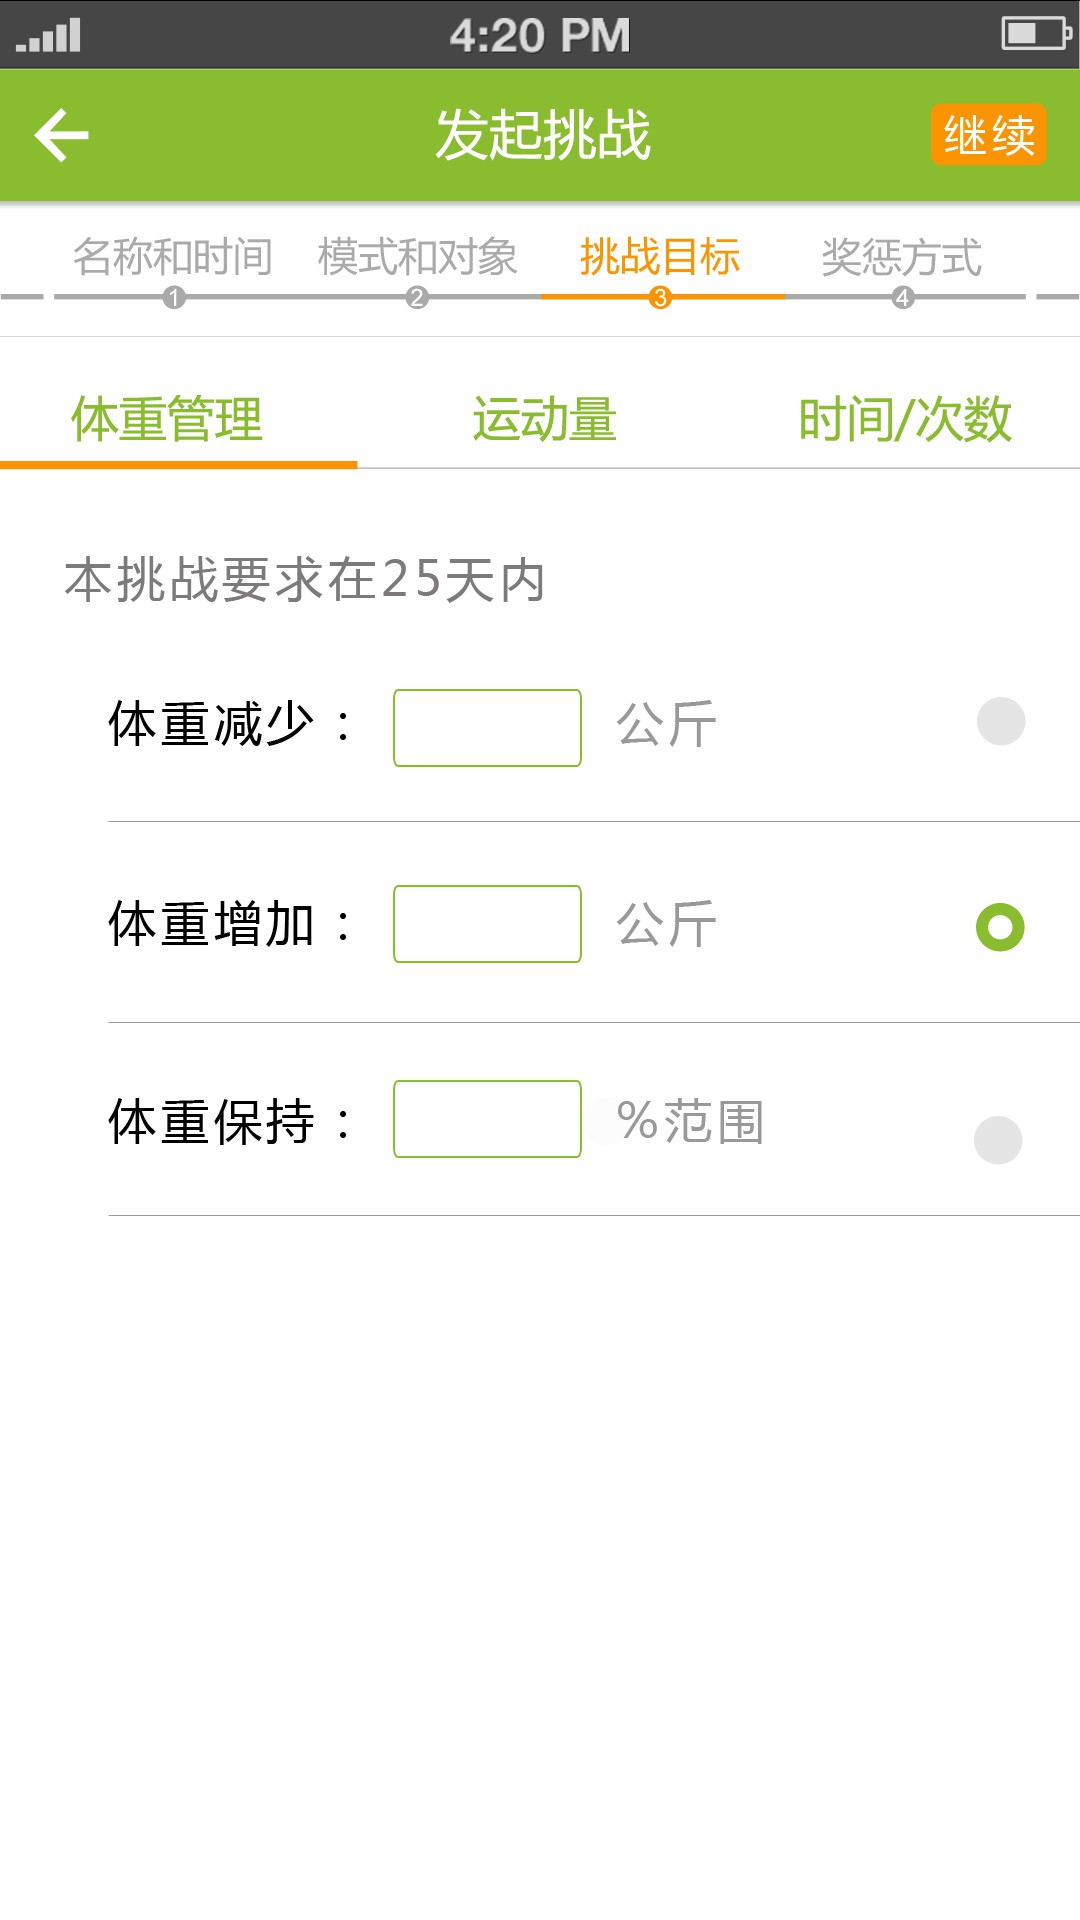 4:20 PM
发起挑战
继续
名称和时间 模式和对象 挑战目标 奖惩方式
1 2 3 4
体重管理 运动量 时间/次数
本挑战要求在25天内
体重减少： 公斤
体重增加： 公斤
体重保持： %范围